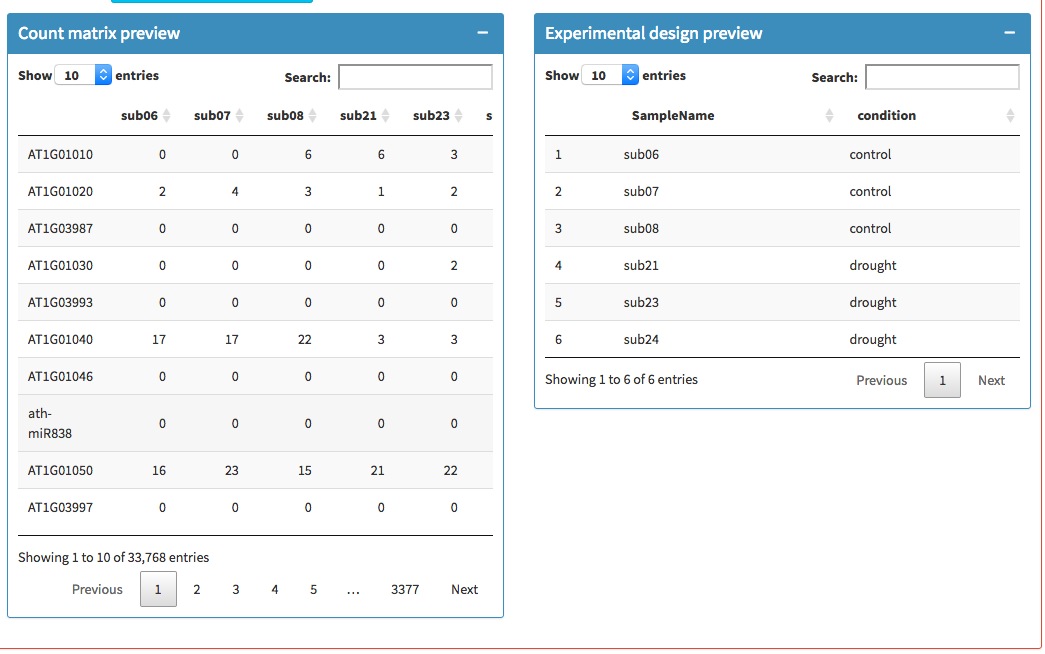 Count matrix preview
Show 10 entries
Search:
sub06 sub07 sub08 sub21 sub23 s
AT1G01010 0 0 6 6 3
AT1G01020 2 4 3 1 2
AT1G03987 0 0 0 0 0
AT1G01030 0 0 0 0 2
AT1G03993 0 0 0 0 0
AT1G01040 17 17 22 3 3
AT1G01046 0 0 0 0 0
ath-
miR838 0 0 0 0 0
AT1G01050 16 23 15 21 22
AT1G03997 0 0 0 0 0
Showing 1 to 10 of 33,768 entries
Previous 1 2 3 4 5 ... 3377 Next
Experimental design preview
Show 10 entries
Search:
SampleName condition
1 sub06 control
2 sub07 control
3 sub08 control
4 sub21 drought
5 sub23 drought
6 sub24 drought
Showing 1 to 6 of 6 entries
Previous 1 Next